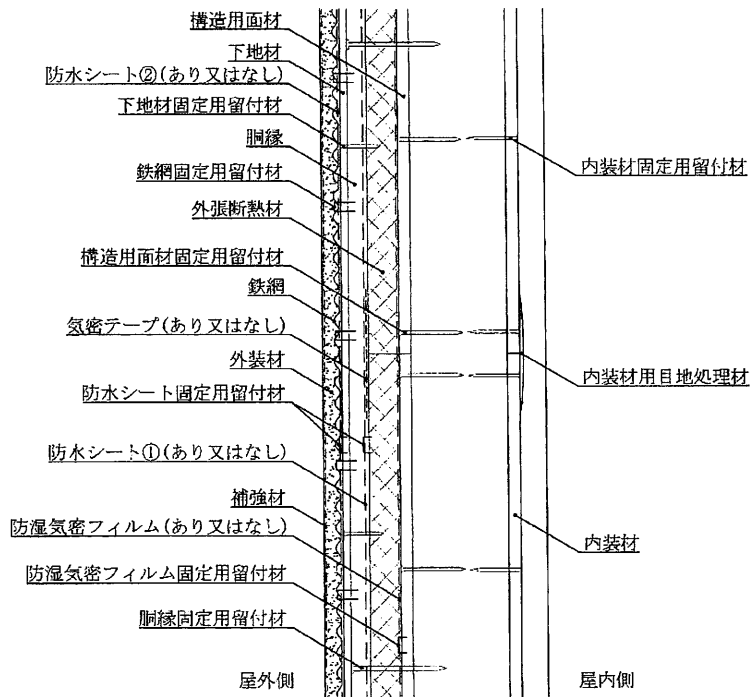 構造用面材
下地材
防水シート②(あり又はなし)
下地材固定用留付材
胴縁
鉄網固定用留付材
外張断熱材
構造用面材固定用留付材
鉄網
気密テープ(あり又はなし)
外装材
防水シート固定用留付材
防水シート①(あり又はなし)
補強材
防湿気密フィルム(あり又はなし)
防湿気密フィルム固定用留付材
胴縁固定用留付材
屋外側
内装材固定用留付材
内装材用目地処理材
内装材
屋内側